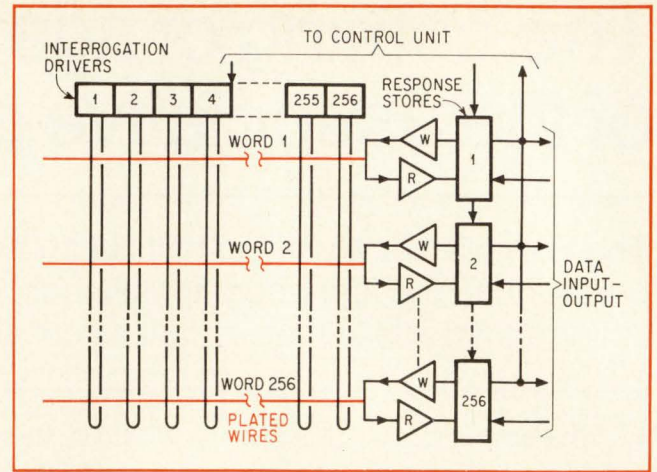 TO CONTROL UNIT
INTERROGATION
DRIVERS
RESPONSE
STORES
1 2 3 4 255 256
WORD 1
W
R
1
WORD 2
W
R
2
DATA
INPUT-
OUTPUT
WORD 256
W
R
256
PLATED
WIRES